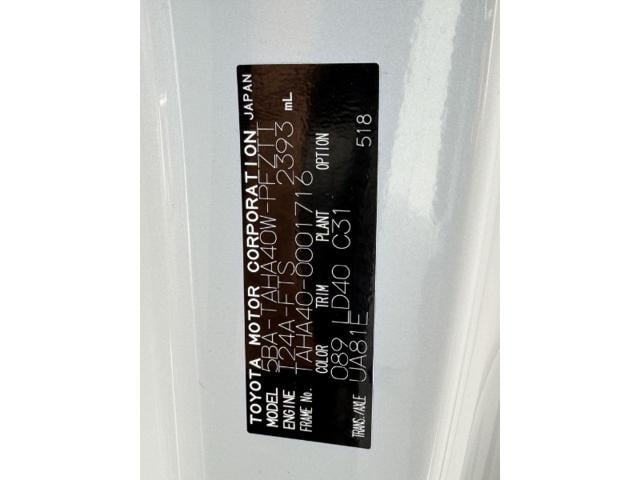 TOYOTA MOTOR CORPORATION JAPAN
MODEL 5BA-TAHA40W-PFZTT
ENGINE T24A-FTS 2393 mL
FRAME No. TAHA40-0001716
COLOR TRIM PLANT OPTION
089 LD40 C31 518
TRANS./AXLE UA81E